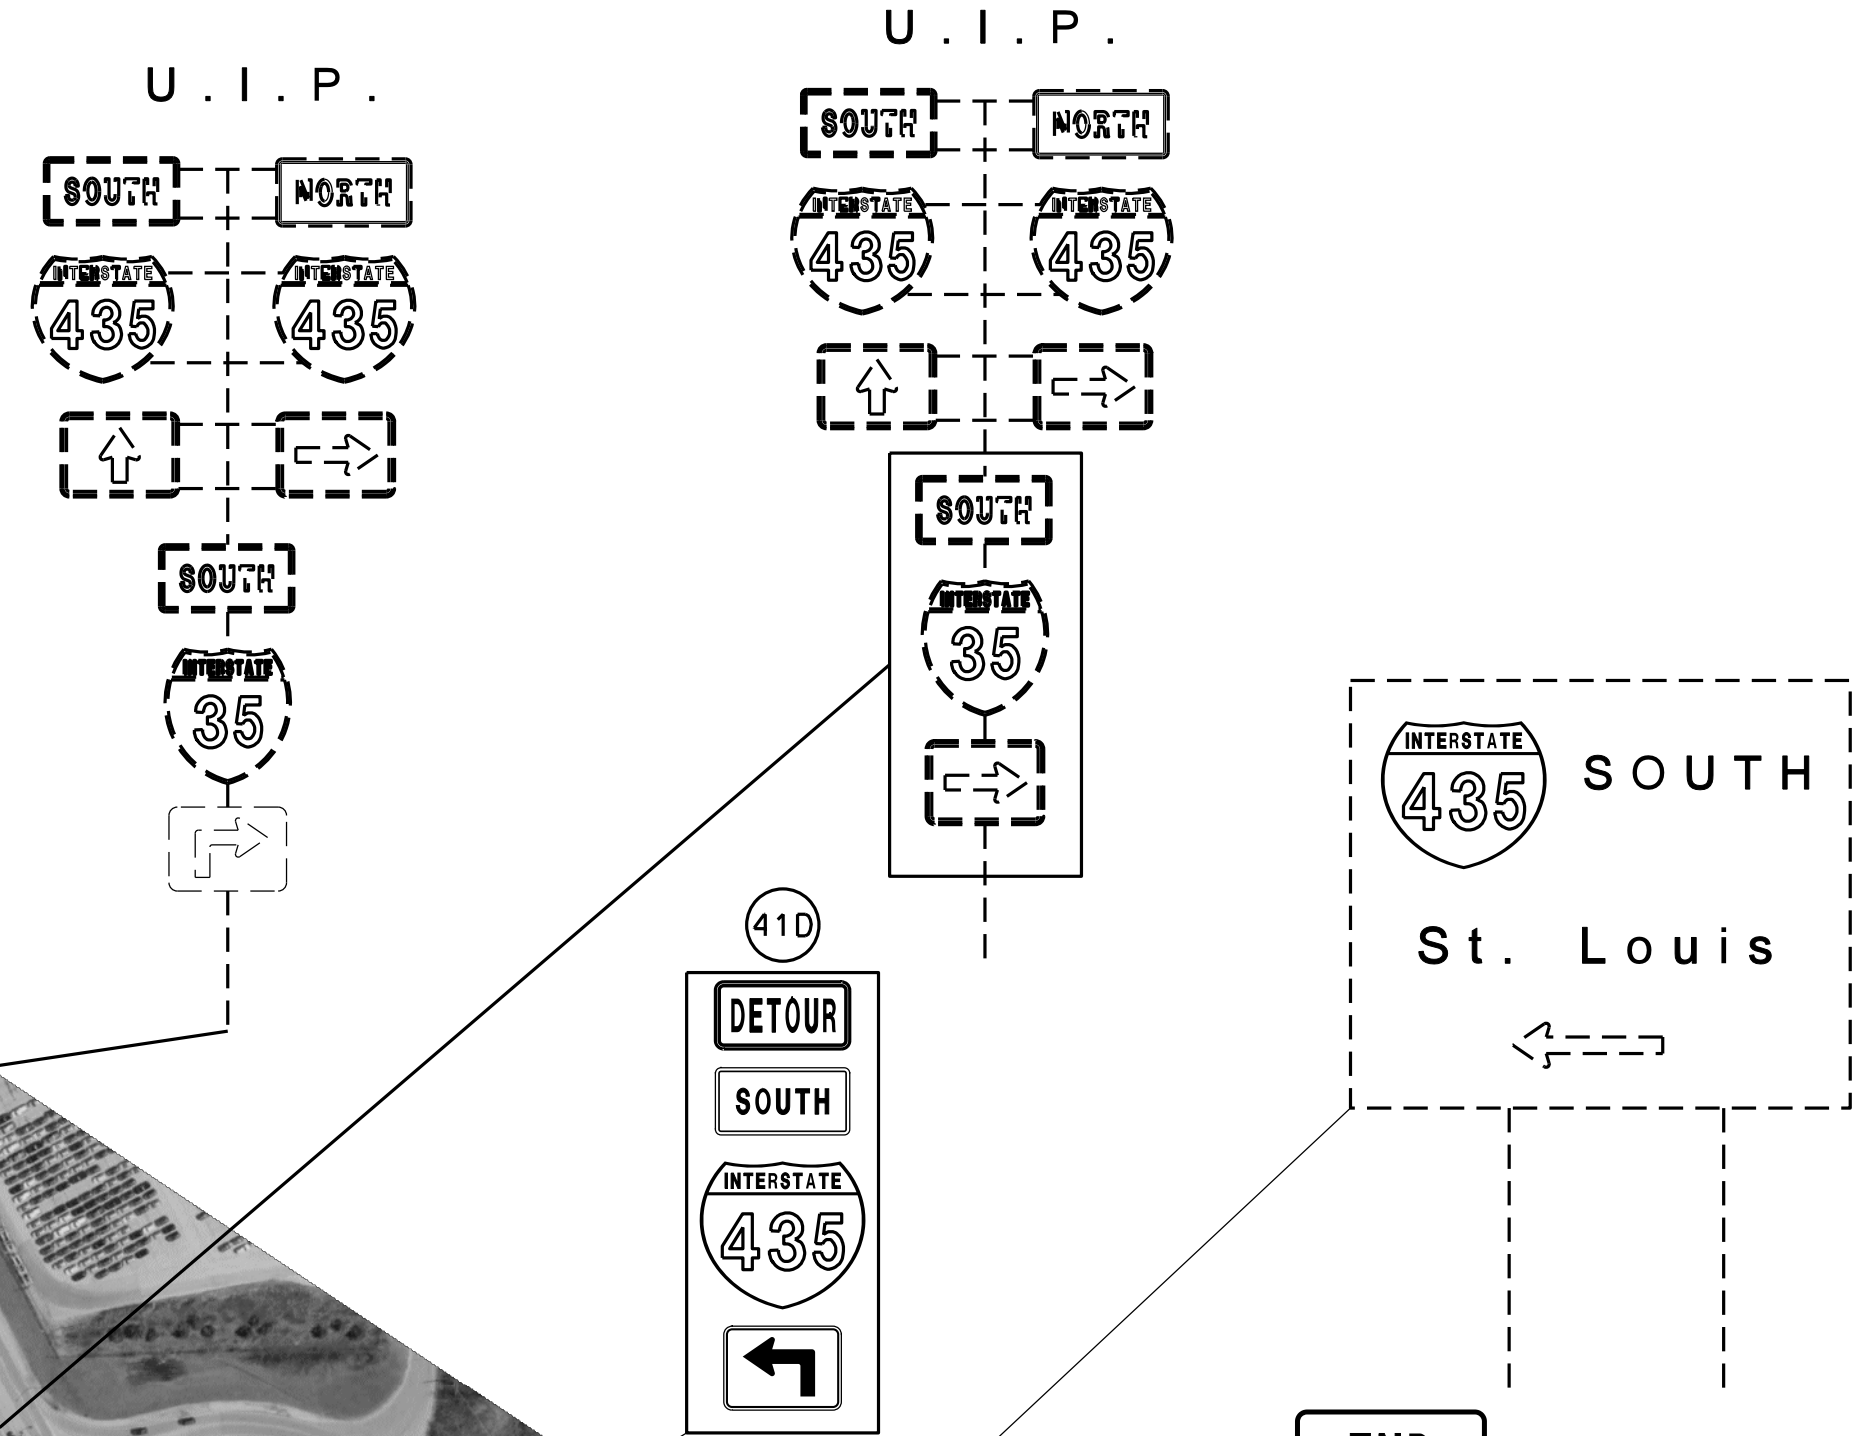 U.I.P.
SOUTH NORTH
INTERSTATE INTERSTATE
435 435
SOUTH
INTERSTATE
35
U.I.P.
SOUTH NORTH
INTERSTATE INTERSTATE
435 435
SOUTH
INTERSTATE
35
41D
DETOUR
SOUTH
INTERSTATE
435
INTERSTATE
435 SOUTH
St. Louis
END